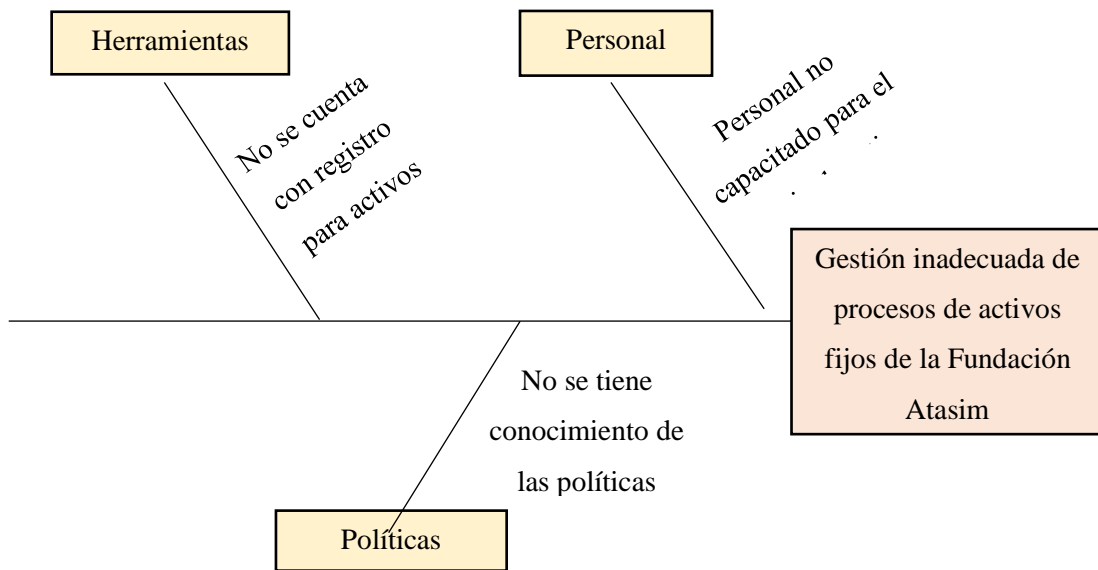 Herramientas
Personal
No se cuenta
con registro
para activos
Personal no
capacitado para el
Gestión inadecuada de
procesos de activos
fijos de la Fundación
Atasim
No se tiene
conocimiento de
las políticas
Políticas